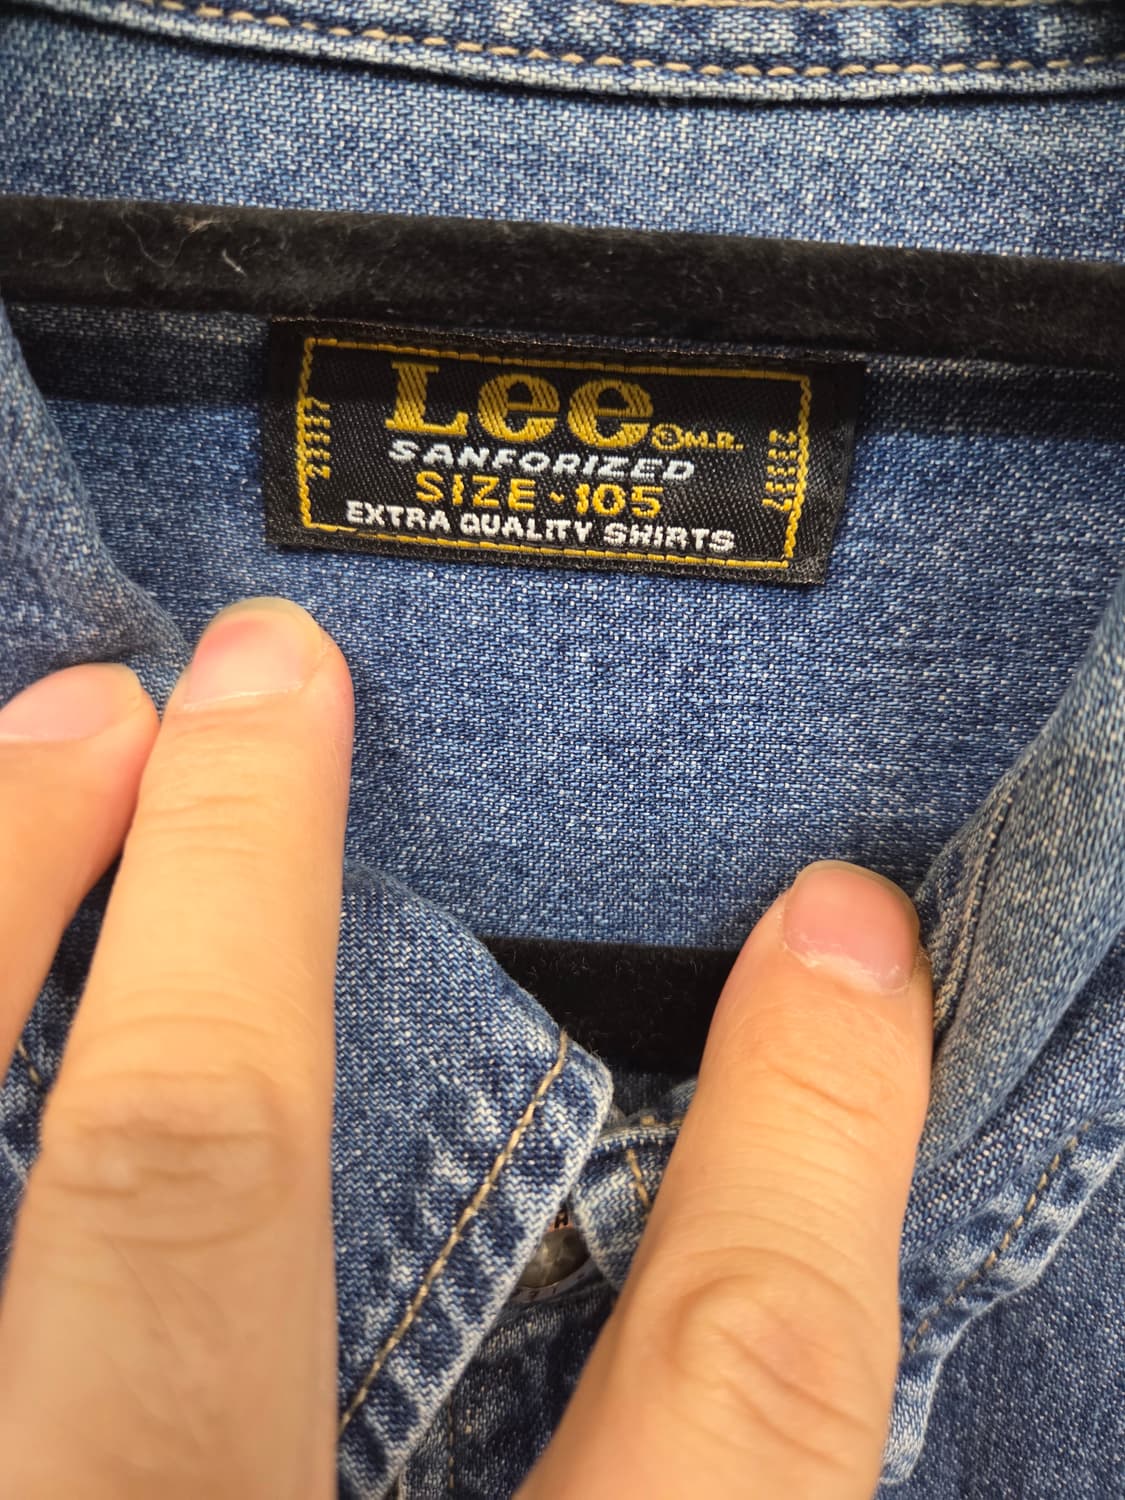 Lee ® M.R.
SANFORIZED
SIZE · 105
EXTRA QUALITY SHIRTS